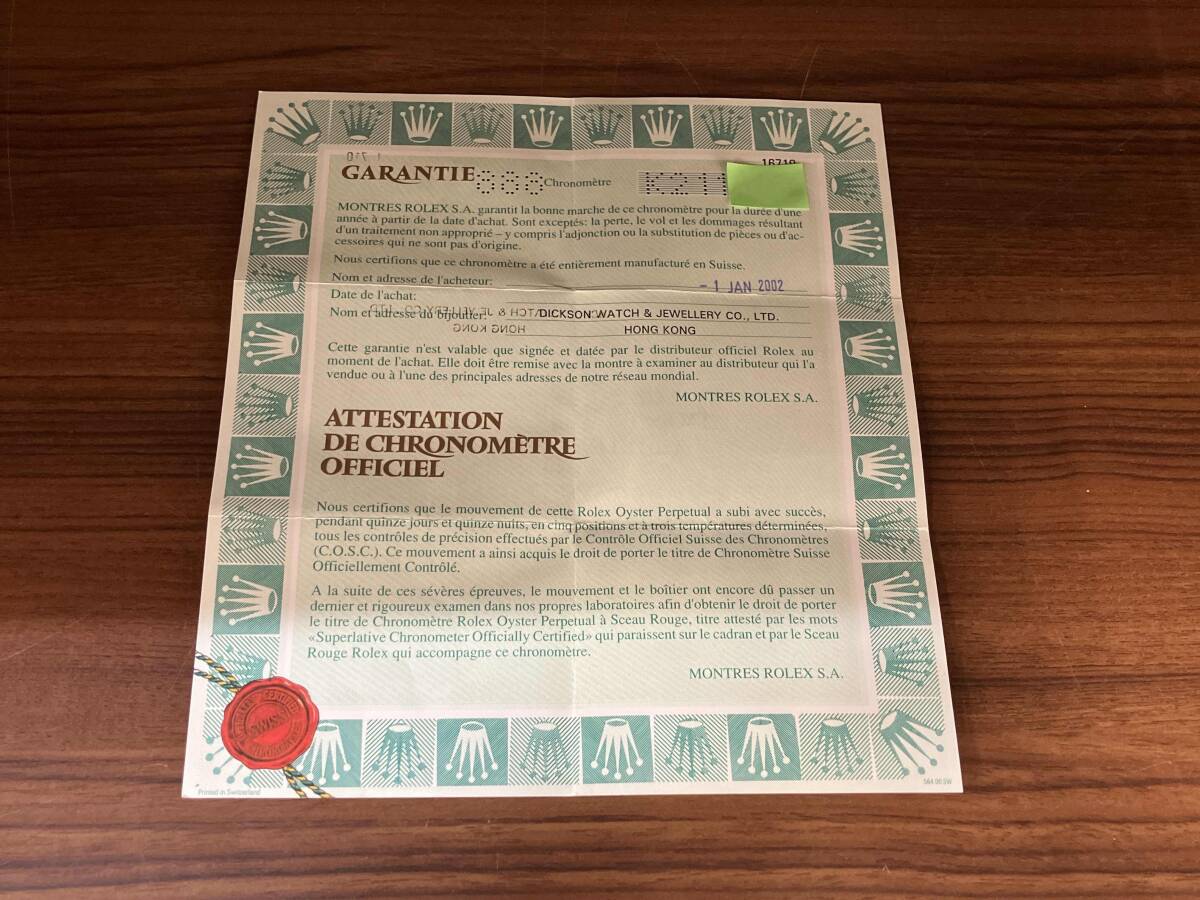 16710
GARANTIE 888 Chronomètre K21
MONTRES ROLEX S.A. garantit la bonne marche de ce chronomètre pour la durée d'une
année à partir de la date d'achat. Sont exceptés: la perte, le vol et les dommages résultant
d'un traitement non approprié – y compris l'adjonction ou la substitution de pièces ou d'ac-
cessoires qui ne sont pas d'origine.
Nous certifions que ce chronomètre a été entièrement manufacturé en Suisse.
Nom et adresse de l'acheteur:
- 1 JAN 2002
Date de l'achat:
Nom et adresse du bijoutier: DICKSON WATCH & JEWELLERY CO., LTD.
HONG KONG
Cette garantie n'est valable que signée et datée par le distributeur officiel Rolex au
moment de l'achat. Elle doit être remise avec la montre à examiner au distributeur qui l'a
vendue ou à l'une des principales adresses de notre réseau mondial.
MONTRES ROLEX S.A.
ATTESTATION
DE CHRONOMÈTRE
OFFICIEL
Nous certifions que le mouvement de cette Rolex Oyster Perpetual a subi avec succès,
pendant quinze jours et quinze nuits, en cinq positions et à trois températures déterminées,
tous les contrôles de précision effectués par le Contrôle Officiel Suisse des Chronomètres
(C.O.S.C.). Ce mouvement a ainsi acquis le droit de porter le titre de Chronomètre Suisse
Officiellement Contrôlé.
A la suite de ces sévères épreuves, le mouvement et le boîtier ont encore dû passer un
dernier et rigoureux examen dans nos propres laboratoires afin d'obtenir le droit de porter
le titre de Chronomètre Rolex Oyster Perpetual à Sceau Rouge, titre attesté par les mots
«Superlative Chronometer Officially Certified» qui paraissent sur le cadran et par le Sceau
Rouge Rolex qui accompagne ce chronomètre.
MONTRES ROLEX S.A.
SWISS
Printed in Switzerland
564.00.SW